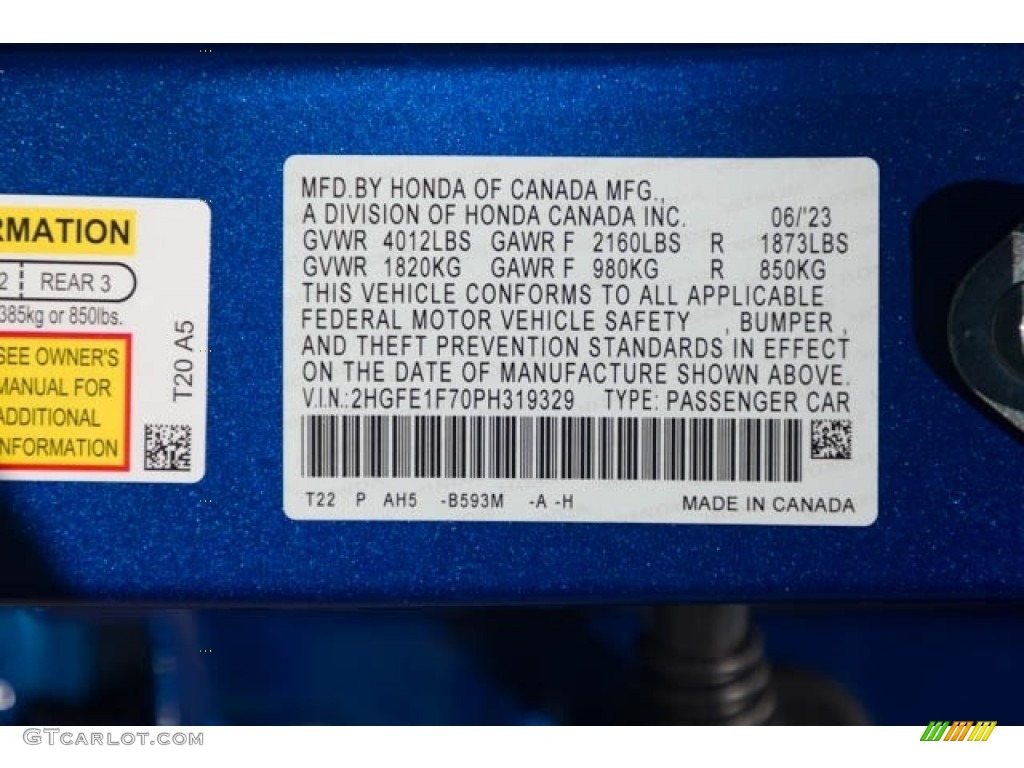 RMATION
2 REAR 3
385kg or 850lbs.
SEE OWNER'S
MANUAL FOR
ADDITIONAL
INFORMATION
T20 A5
MFD.BY HONDA OF CANADA MFG.,
A DIVISION OF HONDA CANADA INC. 06/'23
GVWR 4012LBS GAWR F 2160LBS R 1873LBS
GVWR 1820KG GAWR F 980KG R 850KG
THIS VEHICLE CONFORMS TO ALL APPLICABLE
FEDERAL MOTOR VEHICLE SAFETY , BUMPER ,
AND THEFT PREVENTION STANDARDS IN EFFECT
ON THE DATE OF MANUFACTURE SHOWN ABOVE.
V.I.N.:2HGFE1F70PH319329 TYPE: PASSENGER CAR
T22 P AH5 -B593M -A -H MADE IN CANADA
GTCARLOT.COM